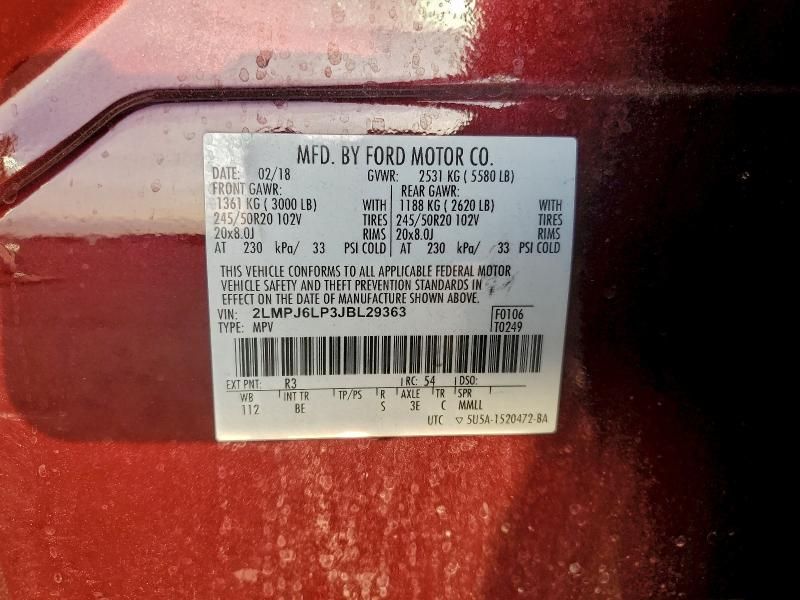 MFD. BY FORD MOTOR CO.
DATE: 02/18 GVWR: 2531 KG ( 5580 LB)
FRONT GAWR: REAR GAWR:
1361 KG ( 3000 LB) WITH 1188 KG ( 2620 LB) WITH
245/50R20 102V TIRES 245/50R20 102V TIRES
20x8.0J RIMS 20x8.0J RIMS
AT 230 kPa/ 33 PSI COLD AT 230 kPa/ 33 PSI COLD
THIS VEHICLE CONFORMS TO ALL APPLICABLE FEDERAL MOTOR
VEHICLE SAFETY AND THEFT PREVENTION STANDARDS IN
EFFECT ON THE DATE OF MANUFACTURE SHOWN ABOVE.
VIN: 2LMPJ6LP3JBL29363 F0106
TYPE: MPV T0249
EXT PNT: R3 RC: 54 DSO:
WB INT TR TP/PS R AXLE TR SPR
112 BE S 3E C MMLL
UTC ▽ 5U5A-1520472-BA